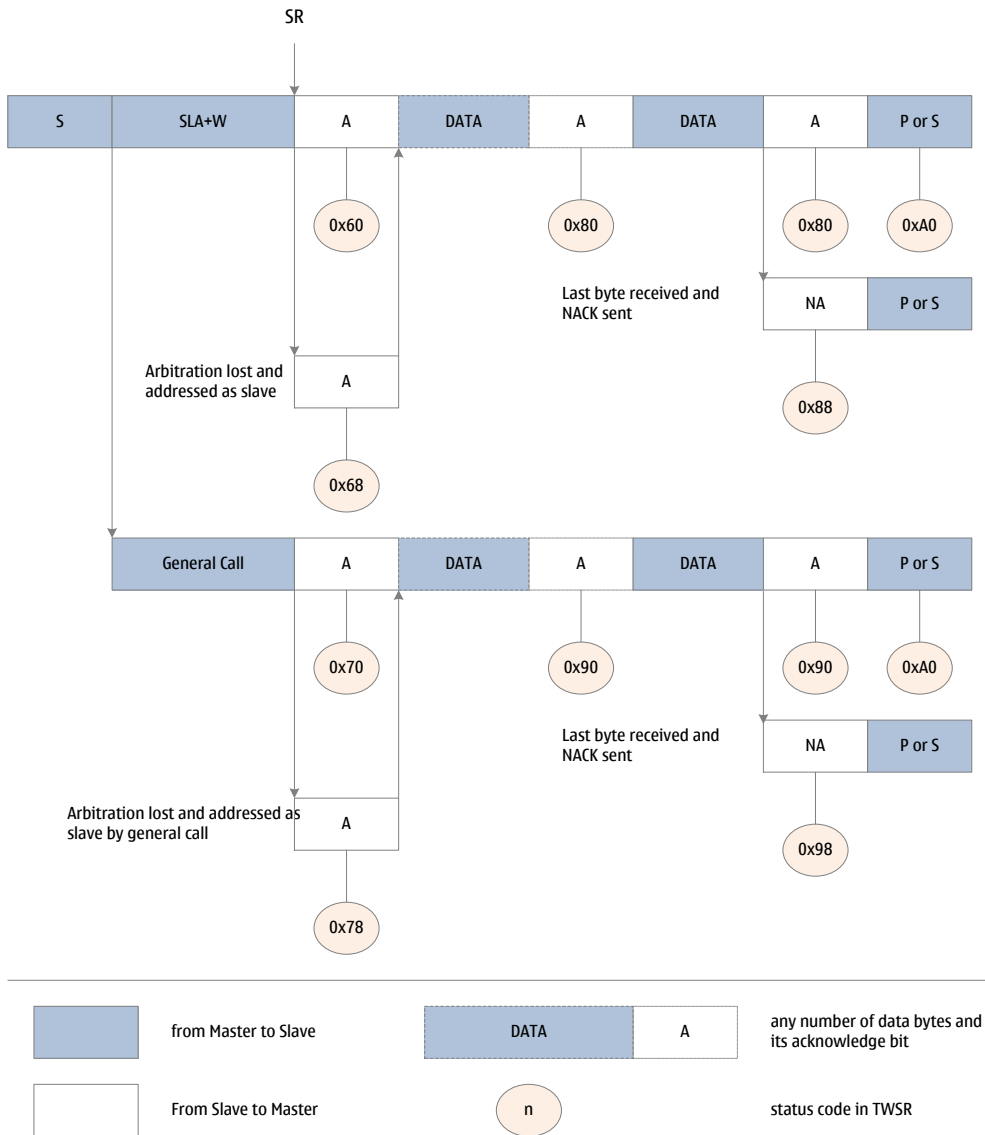 SR
S SLA+W A DATA A DATA A P or S
0x60 0x80 0x80 0xA0
Last byte received and
NACK sent
NA P or S
Arbitration lost and
addressed as slave
A
0x88
0x68
General Call A DATA A DATA A P or S
0x70 0x90 0x90 0xA0
Last byte received and
NACK sent
NA P or S
Arbitration lost and addressed as
slave by general call
A
0x98
0x78
from Master to Slave
DATA A
any number of data bytes and
its acknowledge bit
From Slave to Master
n
status code in TWSR